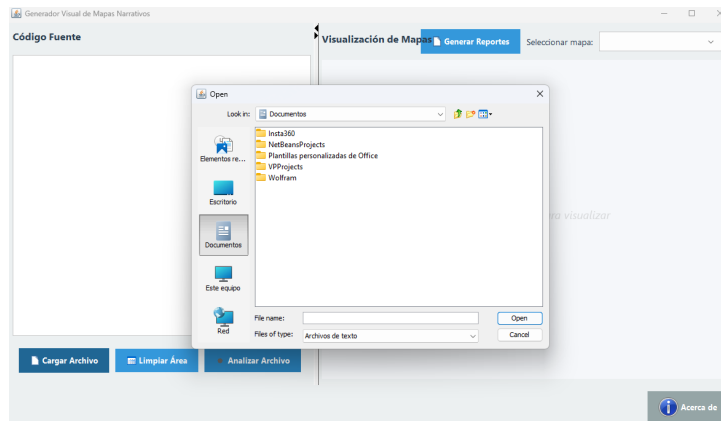 Generador Visual de Mapas Narrativos
Código Fuente
Visualización de Mapas
Generar Reportes
Seleccionar mapa:
Open
Look in:
Documentos
Elementos re...
Escritorio
Documentos
Este equipo
Red
Insta360
NetBeansProjects
Plantillas personalizadas de Office
VPProjects
Wolfram
visualizar
File name:
Open
Files of type:
Archivos de texto
Cancel
Cargar Archivo
Limpiar Área
Analizar Archivo
Acerca de